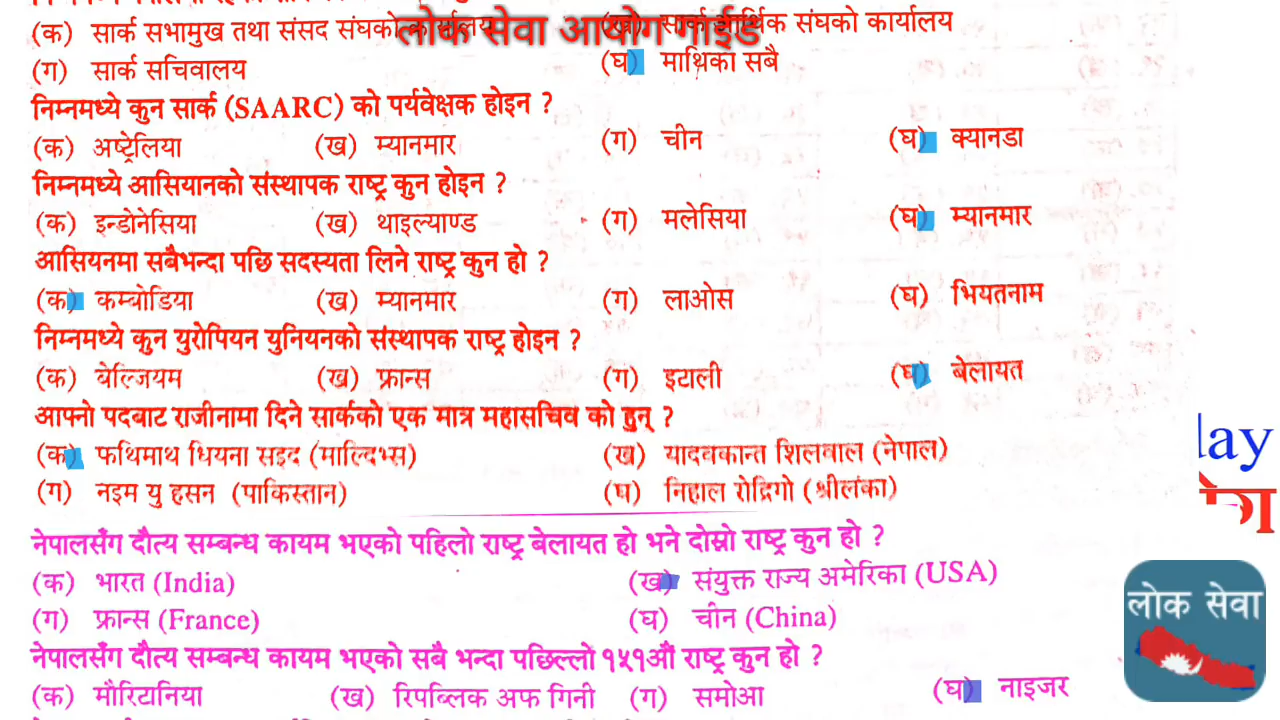 (क) सार्क सभामुख तथा संसद संघको कार्यालय (ख) सार्क आर्थिक संघको कार्यालय
लोक सेवा आयोग गाईड
(ग) सार्क सचिवालय (घ) माथिका सबै
निम्नमध्ये कुन सार्क (SAARC) को पर्यवेक्षक होइन ?
(क) अष्ट्रेलिया (ख) म्यानमार (ग) चीन (घ) क्यानडा
निम्नमध्ये आसियानको संस्थापक राष्ट्र कुन होइन ?
(क) इन्डोनेसिया (ख) थाइल्याण्ड (ग) मलेसिया (घ) म्यानमार
आसियनमा सबैभन्दा पछि सदस्यता लिने राष्ट्र कुन हो ?
(क) कम्बोडिया (ख) म्यानमार (ग) लाओस (घ) भियतनाम
निम्नमध्ये कुन युरोपियन युनियनको संस्थापक राष्ट्र होइन ?
(क) बेल्जियम (ख) फ्रान्स (ग) इटाली (घ) बेलायत
आफ्नो पदबाट राजीनामा दिने सार्कको एक मात्र महासचिव को हुन् ?
(क) फथिमाथ धियना सइद (माल्दिभ्स) (ख) यादवकान्त शिलवाल (नेपाल)
(ग) नइम यु हसन (पाकिस्तान) (घ) निहाल रोद्रिगो (श्रीलंका)
lay
नेपालसँग दौत्य सम्बन्ध कायम भएको पहिलो राष्ट्र बेलायत हो भने दोस्रो राष्ट्र कुन हो ?
(क) भारत (India) (ख) संयुक्त राज्य अमेरिका (USA)
(ग) फ्रान्स (France) (घ) चीन (China)
लोक सेवा
नेपालसँग दौत्य सम्बन्ध कायम भएको सबै भन्दा पछिल्लो १५१औं राष्ट्र कुन हो ?
(क) मौरिटानिया (ख) रिपब्लिक अफ गिनी (ग) समोआ (घ) नाइजर